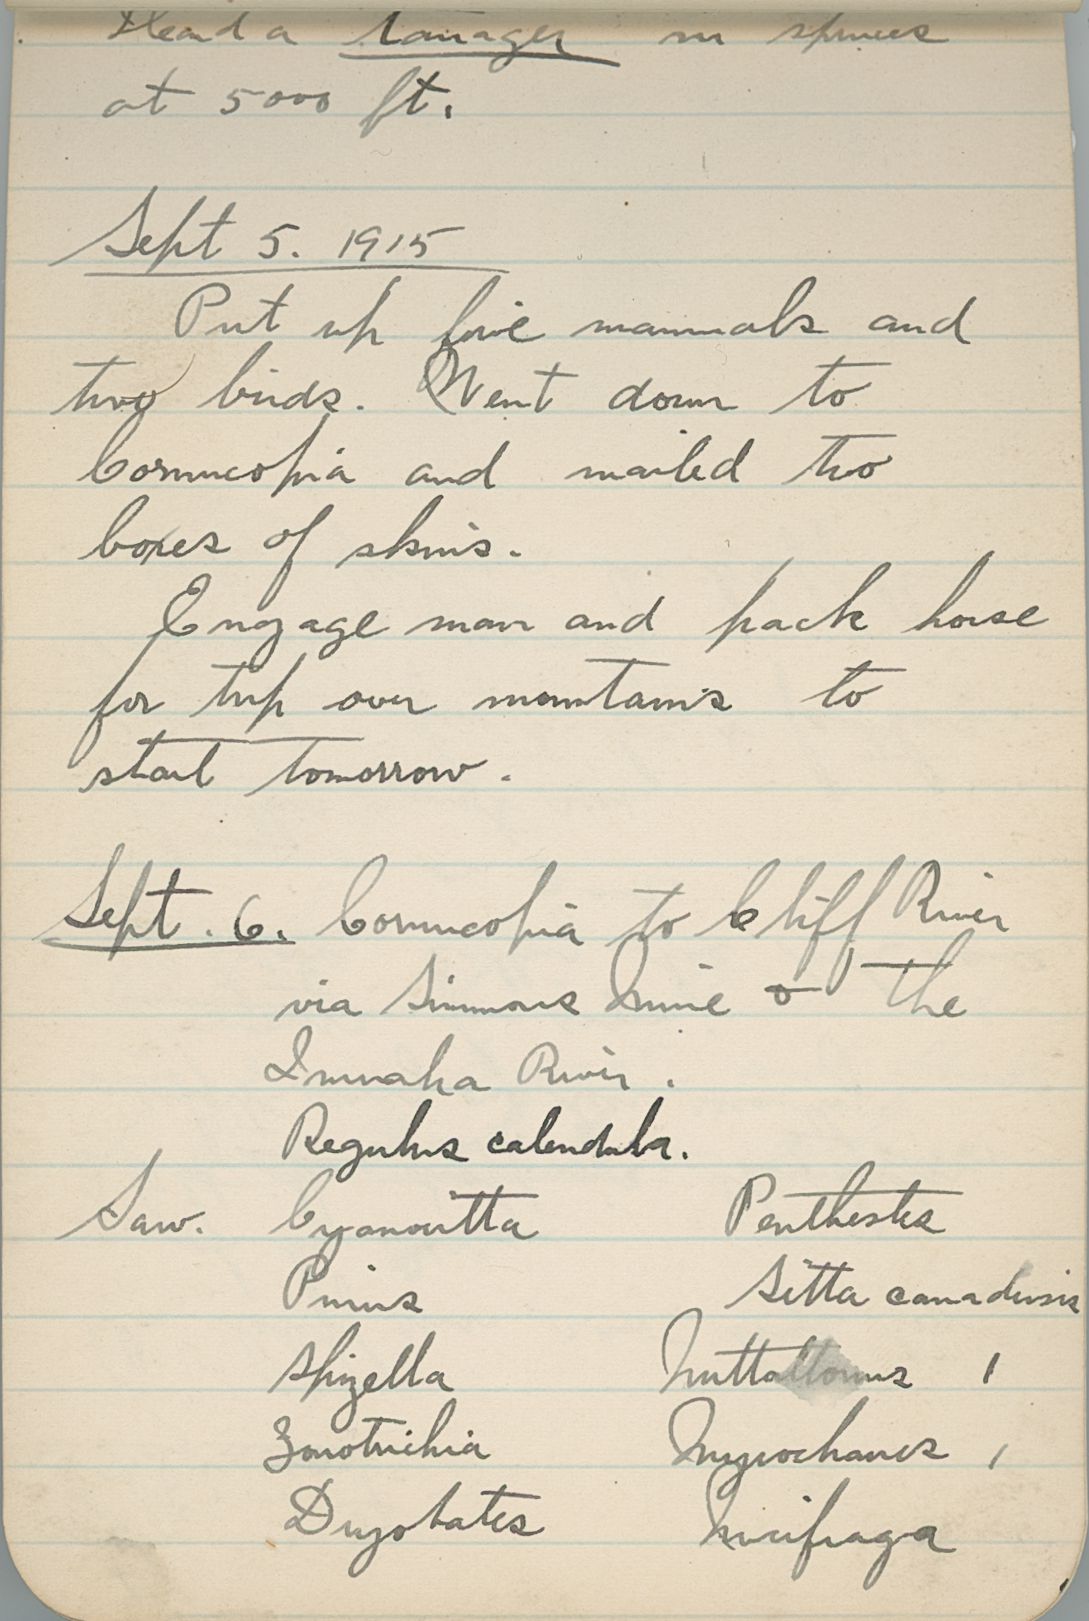 Heard a tanager in spruces
at 5000 ft.
Sept 5. 1915
Put up five mammals and
two birds. Went down to
Cornucopia and mailed two
boxes of skins.
Engage man and pack horse
for trip over mountains to
start tomorrow.
Sept. 6. Cornucopia to Cliff River
via Simmons Mine & the
Imnaha River.
Regulus calendula.
Saw. Cyanocitta Penthestes
Pinus Sitta canadensis
Spizella Nuttallornis 1
Zonotrichia Myiochanes 1
Dryobates Nucifraga